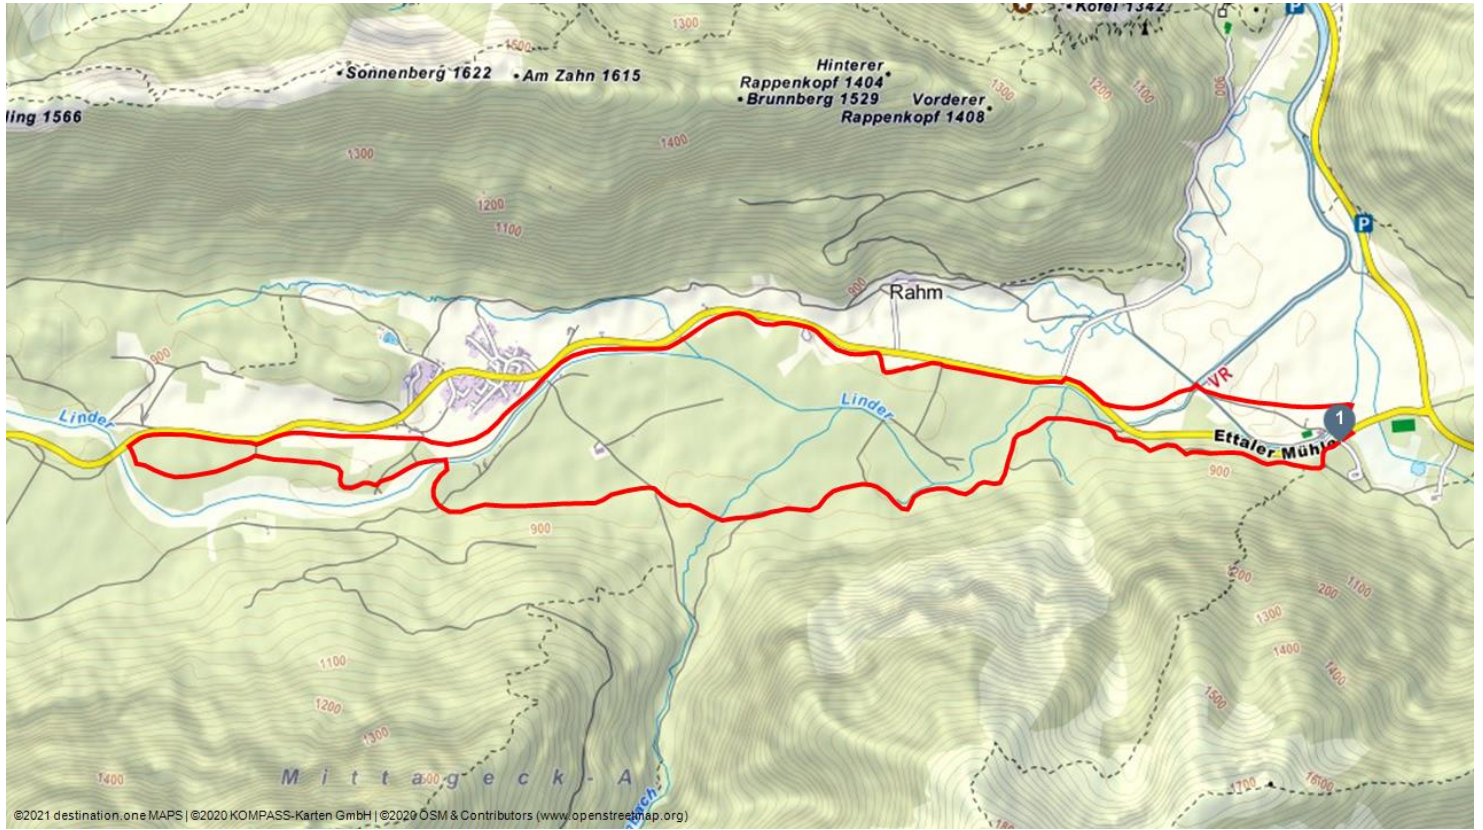 1300
Kofel 1342
P
1500
Sonnenberg 1622
Am Zahn 1615
Hinterer
Rappenkopf 1404
Brunnberg 1529
Vorderer
Rappenkopf 1408
1300
1200
1100
900
ling 1566
1300
1400
1200
1100
P
900
Rahm
900
VR
Linder
Linder
1
Ettaler Mühle
900
900
1200
200
1100
1300
1400
1400
1100
1200
1300
1500
1400
Mittageck-A
1700
1600
©2021 destination.one MAPS | ©2020 KOMPASS-Karten GmbH | ©2020 OSM & Contributors (www.openstreetmap.org)